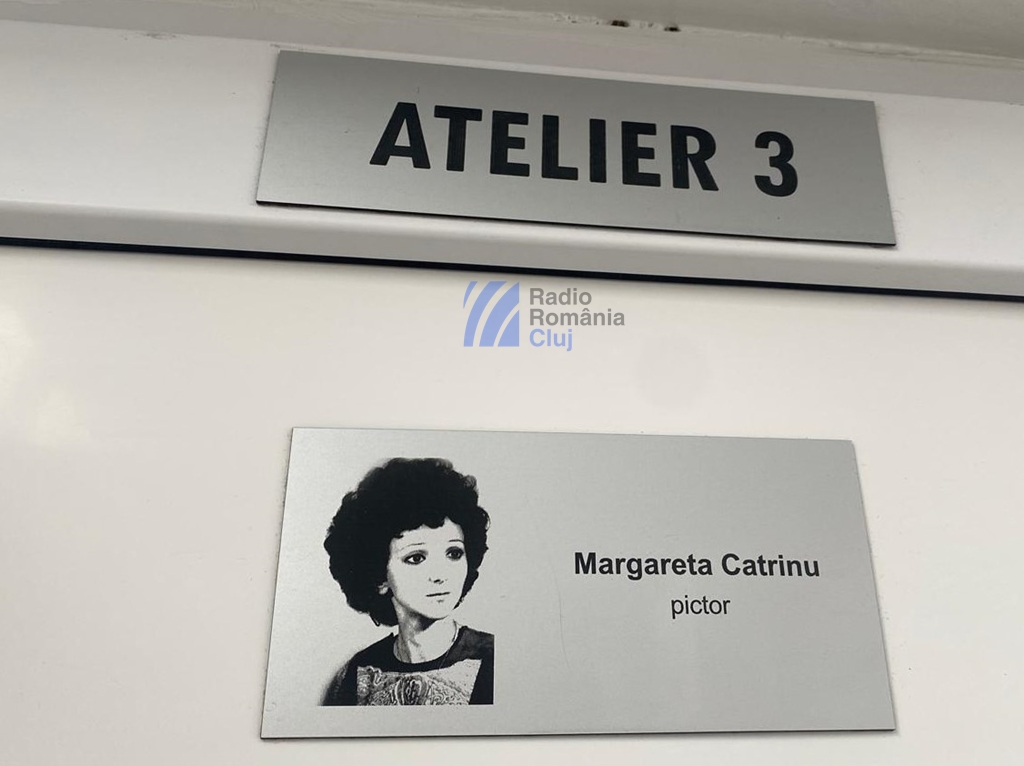 ATELIER 3
Radio
România
Cluj
Margareta Catrinu
pictor